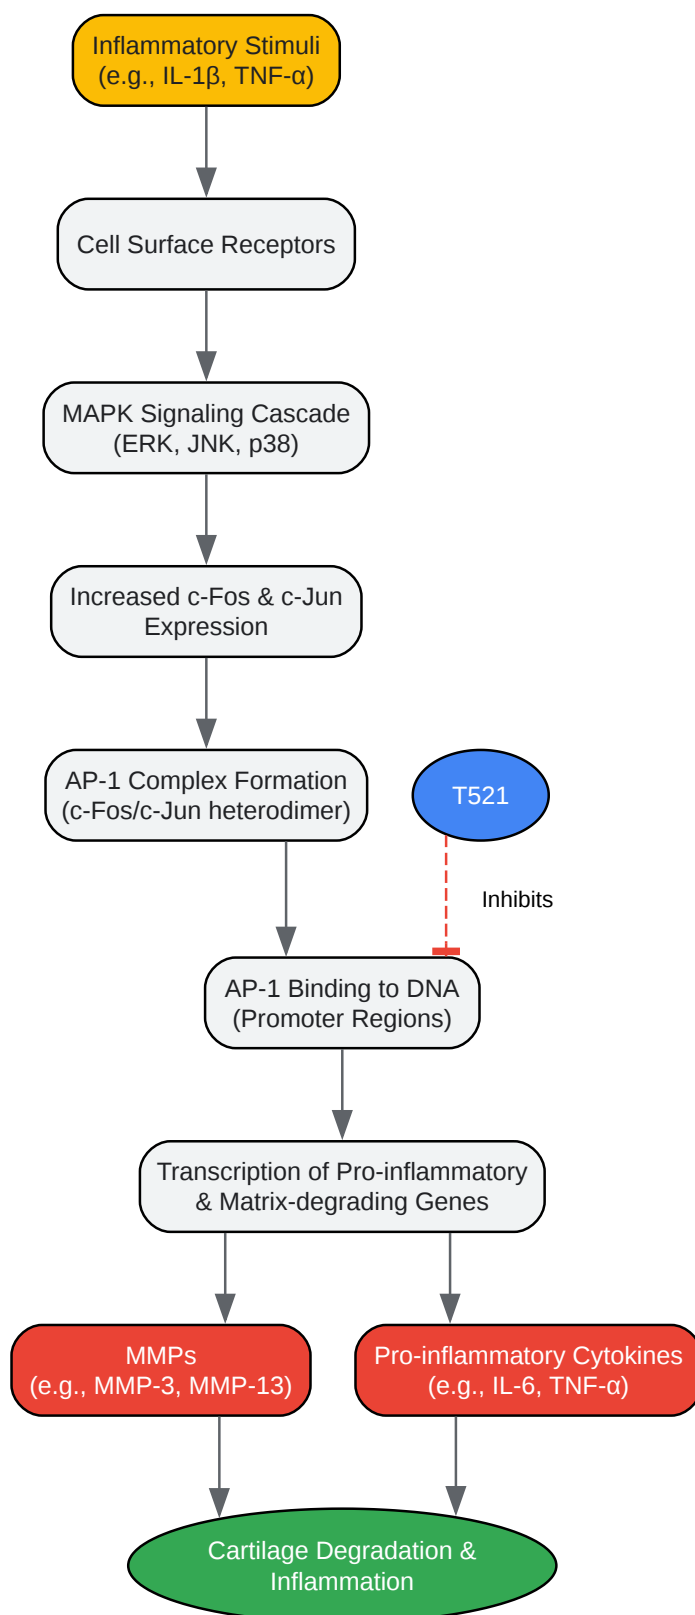 Inflammatory Stimuli
(e.g., IL-1β, TNF-α)
Cell Surface Receptors
MAPK Signaling Cascade
(ERK, JNK, p38)
Increased c-Fos & c-Jun
Expression
AP-1 Complex Formation
(c-Fos/c-Jun heterodimer)
T521
Inhibits
AP-1 Binding to DNA
(Promoter Regions)
Transcription of Pro-inflammatory
& Matrix-degrading Genes
MMPs
(e.g., MMP-3, MMP-13)
Pro-inflammatory Cytokines
(e.g., IL-6, TNF-α)
Cartilage Degradation &
Inflammation